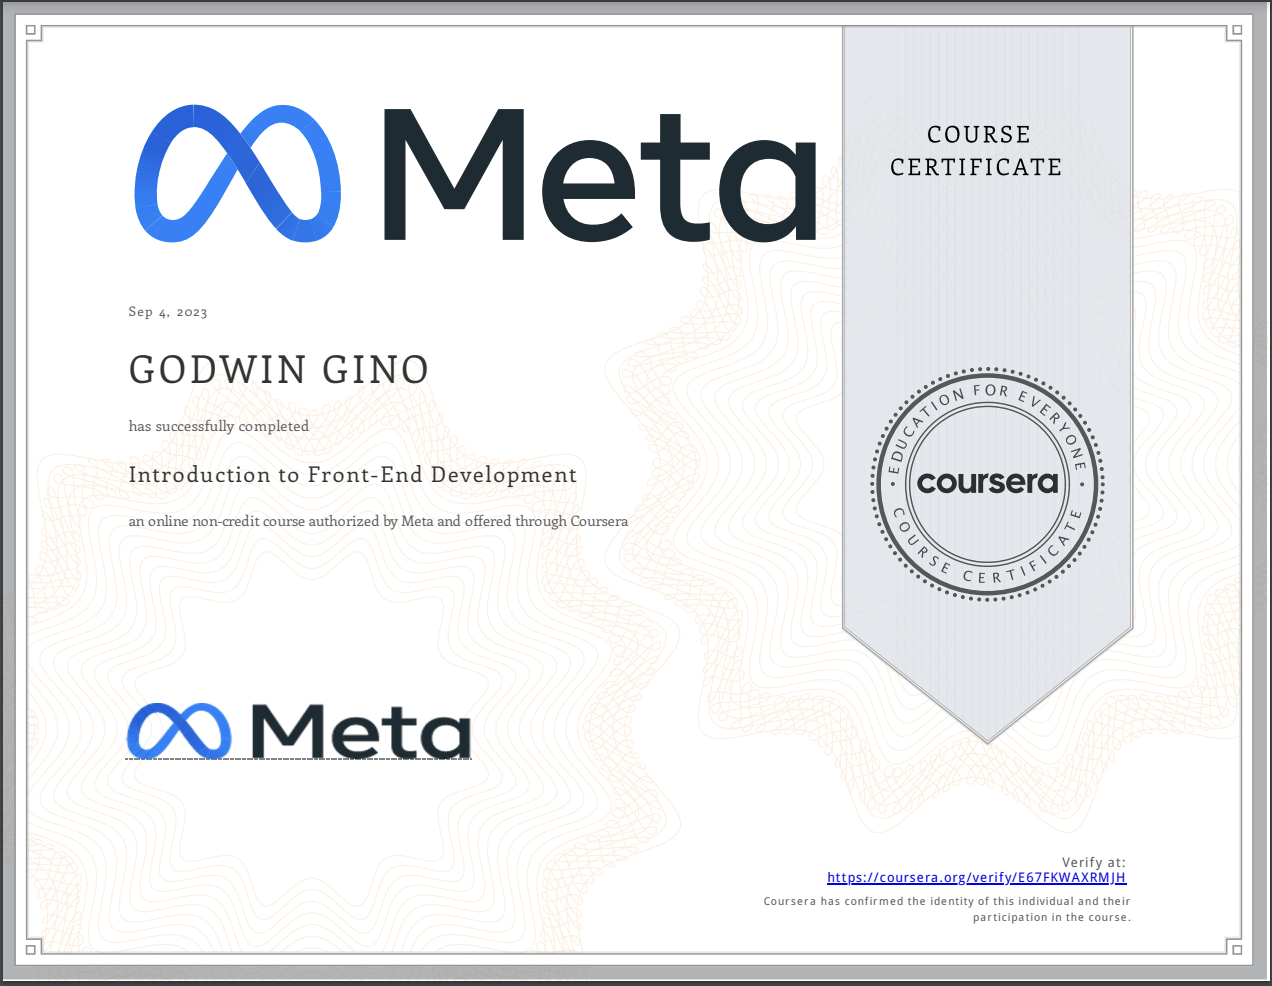 Meta
COURSE
CERTIFICATE
Sep 4, 2023
GODWIN GINO
has successfully completed
Introduction to Front-End Development
an online non-credit course authorized by Meta and offered through Coursera
EDUCATION FOR EVERYONE
coursera
COURSE CERTIFICATE
Meta
Verify at:
https://coursera.org/verify/E67FKWAXRMJH
Coursera has confirmed the identity of this individual and their
participation in the course.